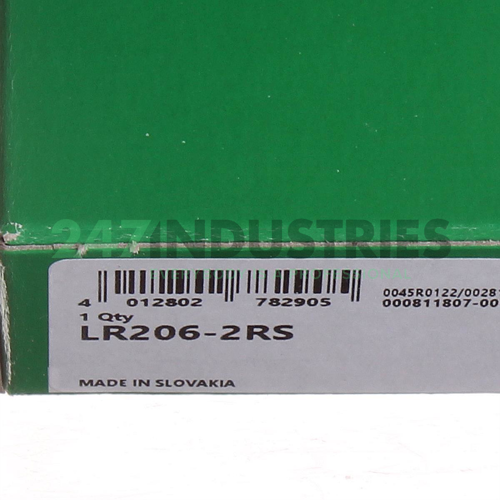 247INDUSTRIES
4 012802 782905
0045R0122/0028
000811807-00
1 Qty
LR206-2RS
MADE IN SLOVAKIA